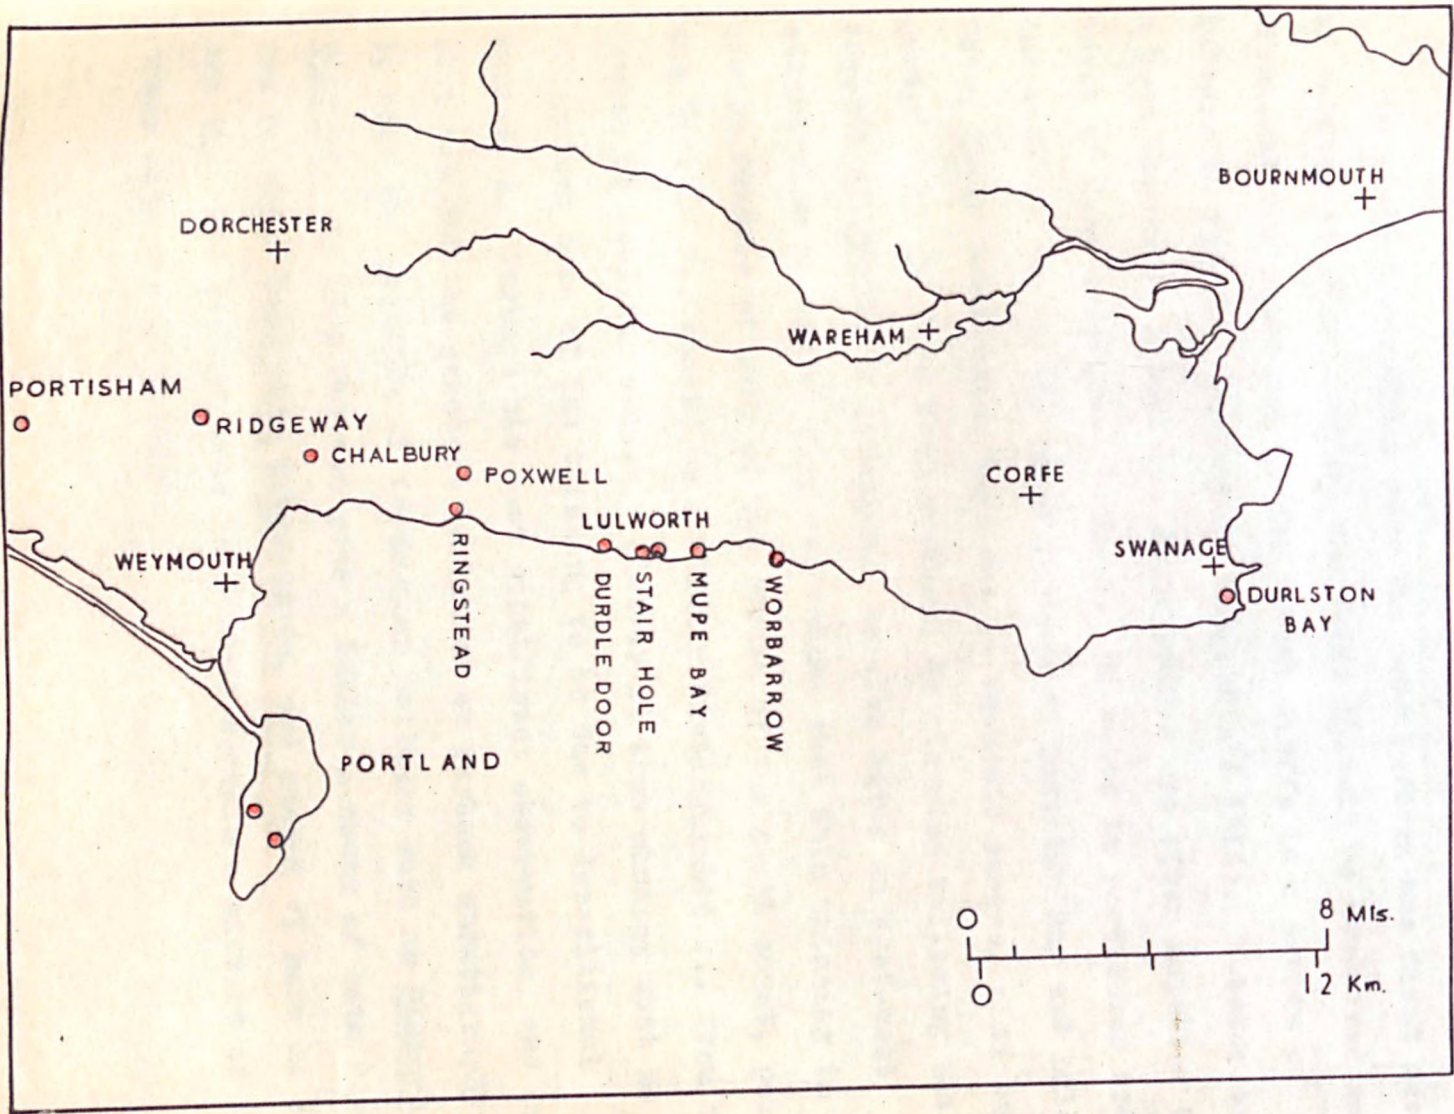 BOURNMOUTH
DORCHESTER
WAREHAM
PORTISHAM
RIDGEWAY
CHALBURY
POXWELL
CORFE
LULWORTH
SWANAGE
WEYMOUTH
RINGSTEAD
DURDLE DOOR
STAIR HOLE
MUPE BAY
WORBARROW
DURLSTON
BAY
PORTLAND
0 8 Mls.
0 12 Km.